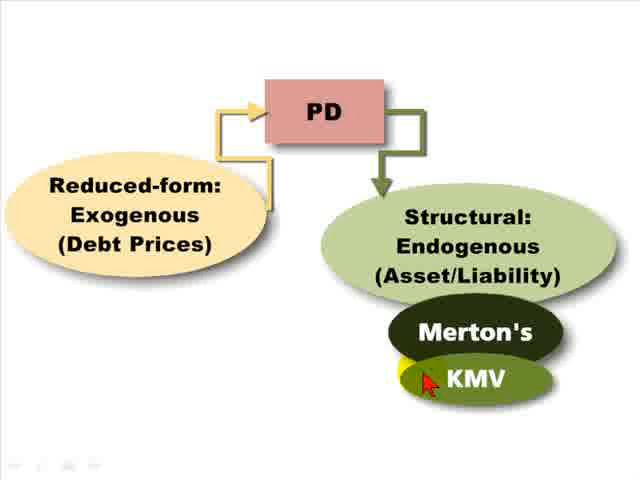 PD
Reduced-form:
Exogenous
(Debt Prices)
Structural:
Endogenous
(Asset/Liability)
Merton's
KMV